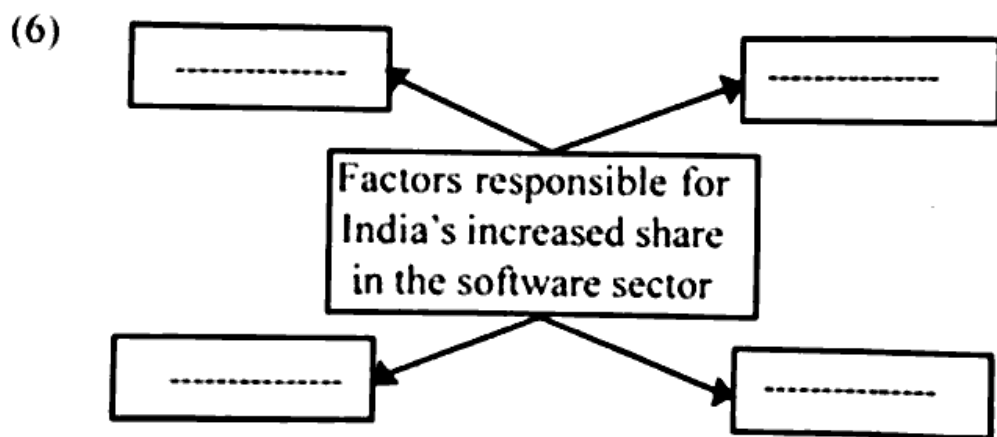 (6)
--------------- ---------------
Factors responsible for
India's increased share
in the software sector
--------------- ---------------